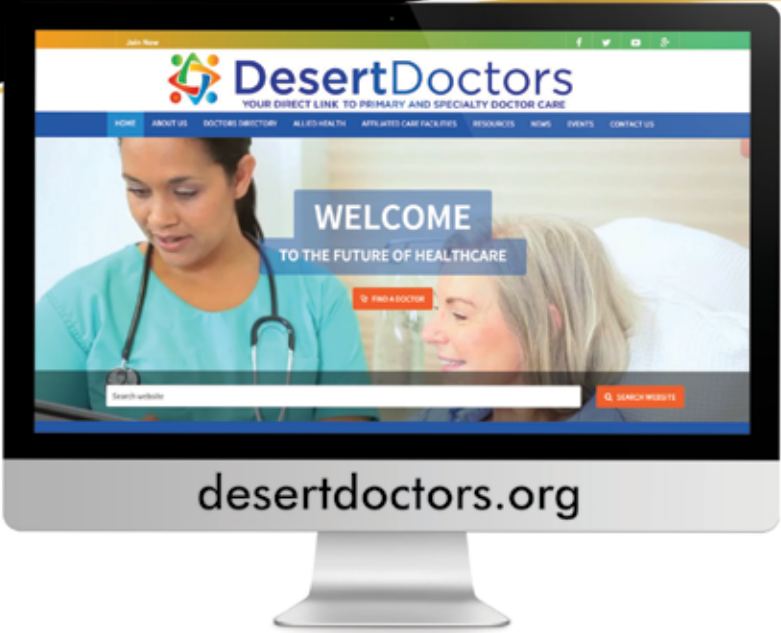 Join Now
DesertDoctors
YOUR DIRECT LINK TO PRIMARY AND SPECIALTY DOCTOR CARE
HOME ABOUT US DOCTORS DIRECTORY ALLIED HEALTH AFFILIATED CARE FACILITIES RESOURCES NEWS EVENTS CONTACT US
WELCOME
TO THE FUTURE OF HEALTHCARE
FIND A DOCTOR
Search website SEARCH WEBSITE
desertdoctors.org